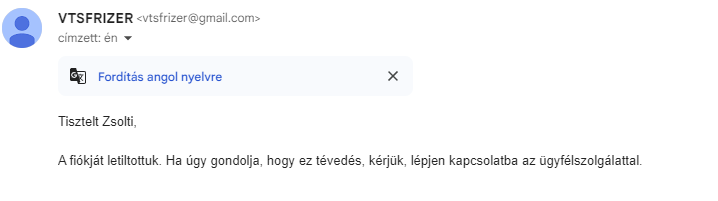 VTSFRIZER <vtsfrizer@gmail.com>
címzett: én
Fordítás angol nyelvre
Tisztelt Zsolti,
A fiókját letiltottuk. Ha úgy gondolja, hogy ez tévedés, kérjük, lépjen kapcsolatba az ügyfélszolgálattal.